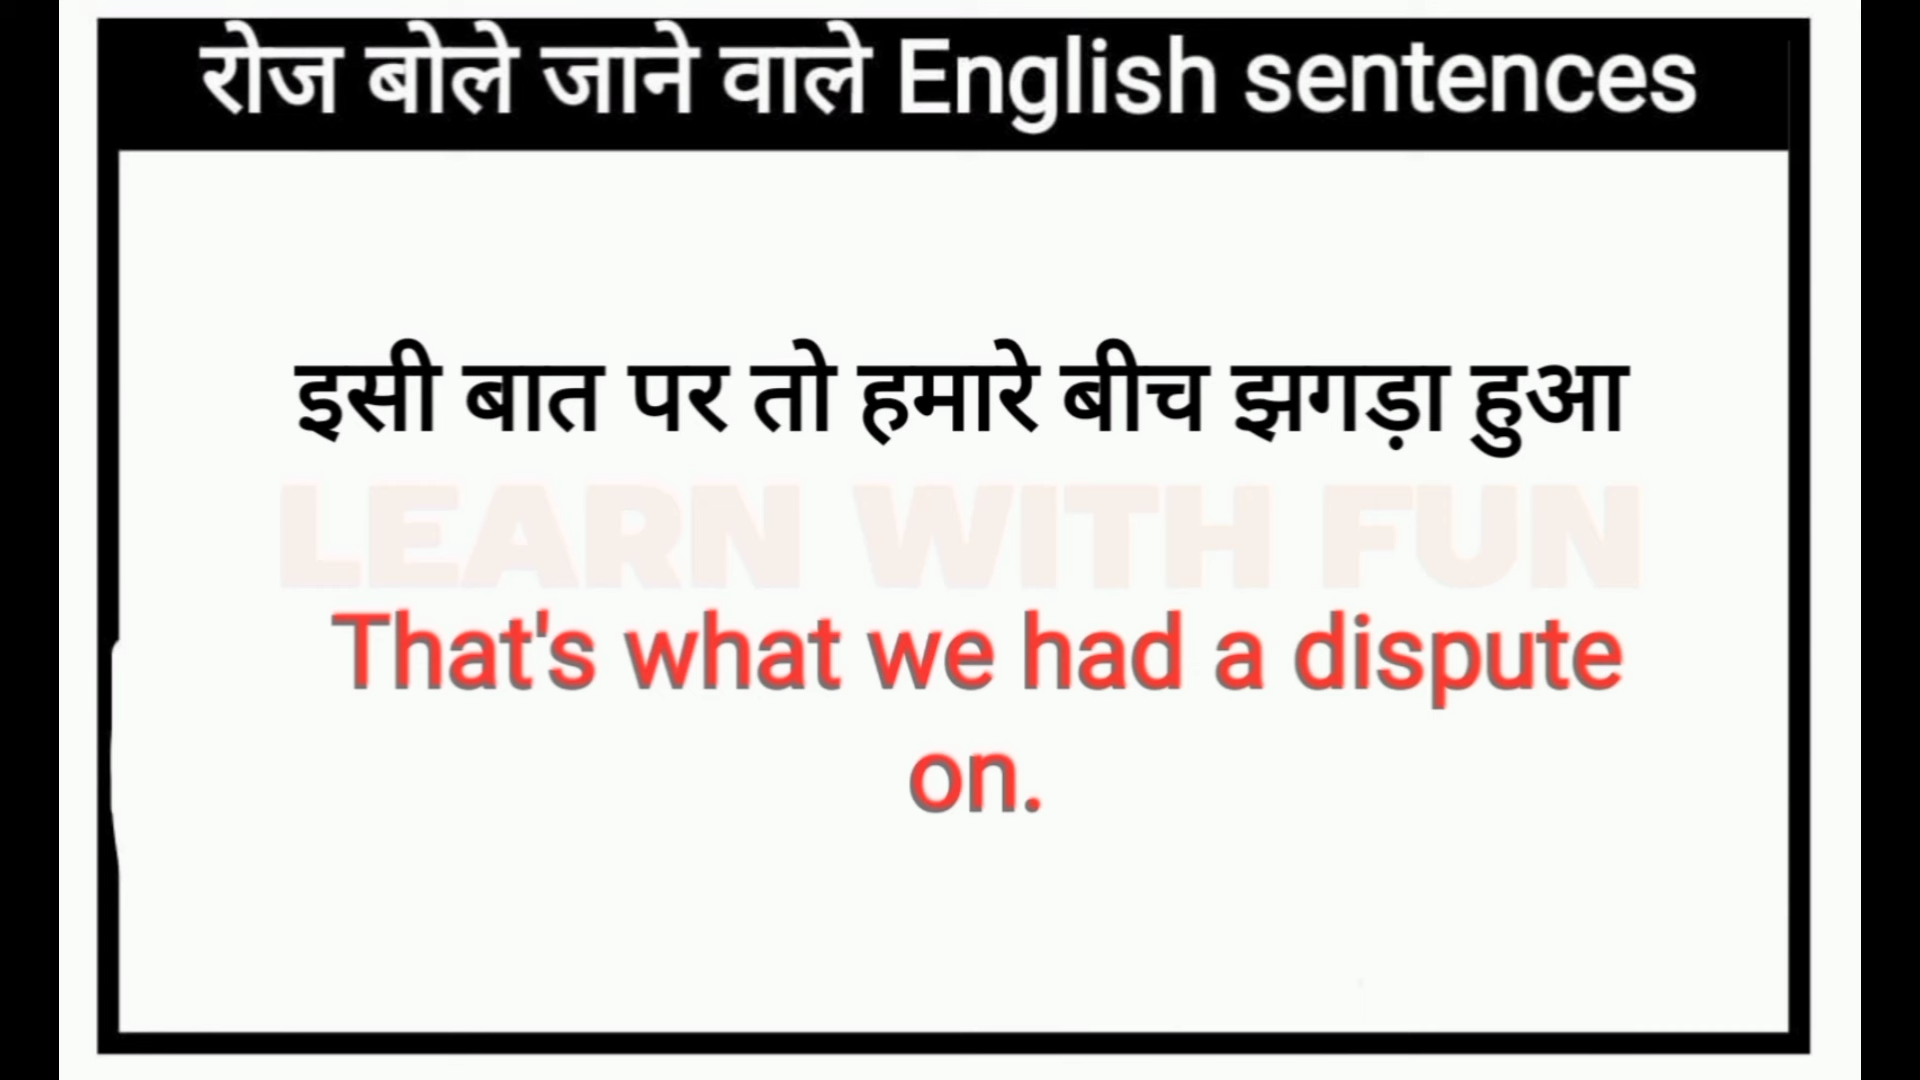 रोज बोले जाने वाले English sentences
इसी बात पर तो हमारे बीच झगड़ा हुआ
LEARN WITH FUN
That's what we had a dispute
on.